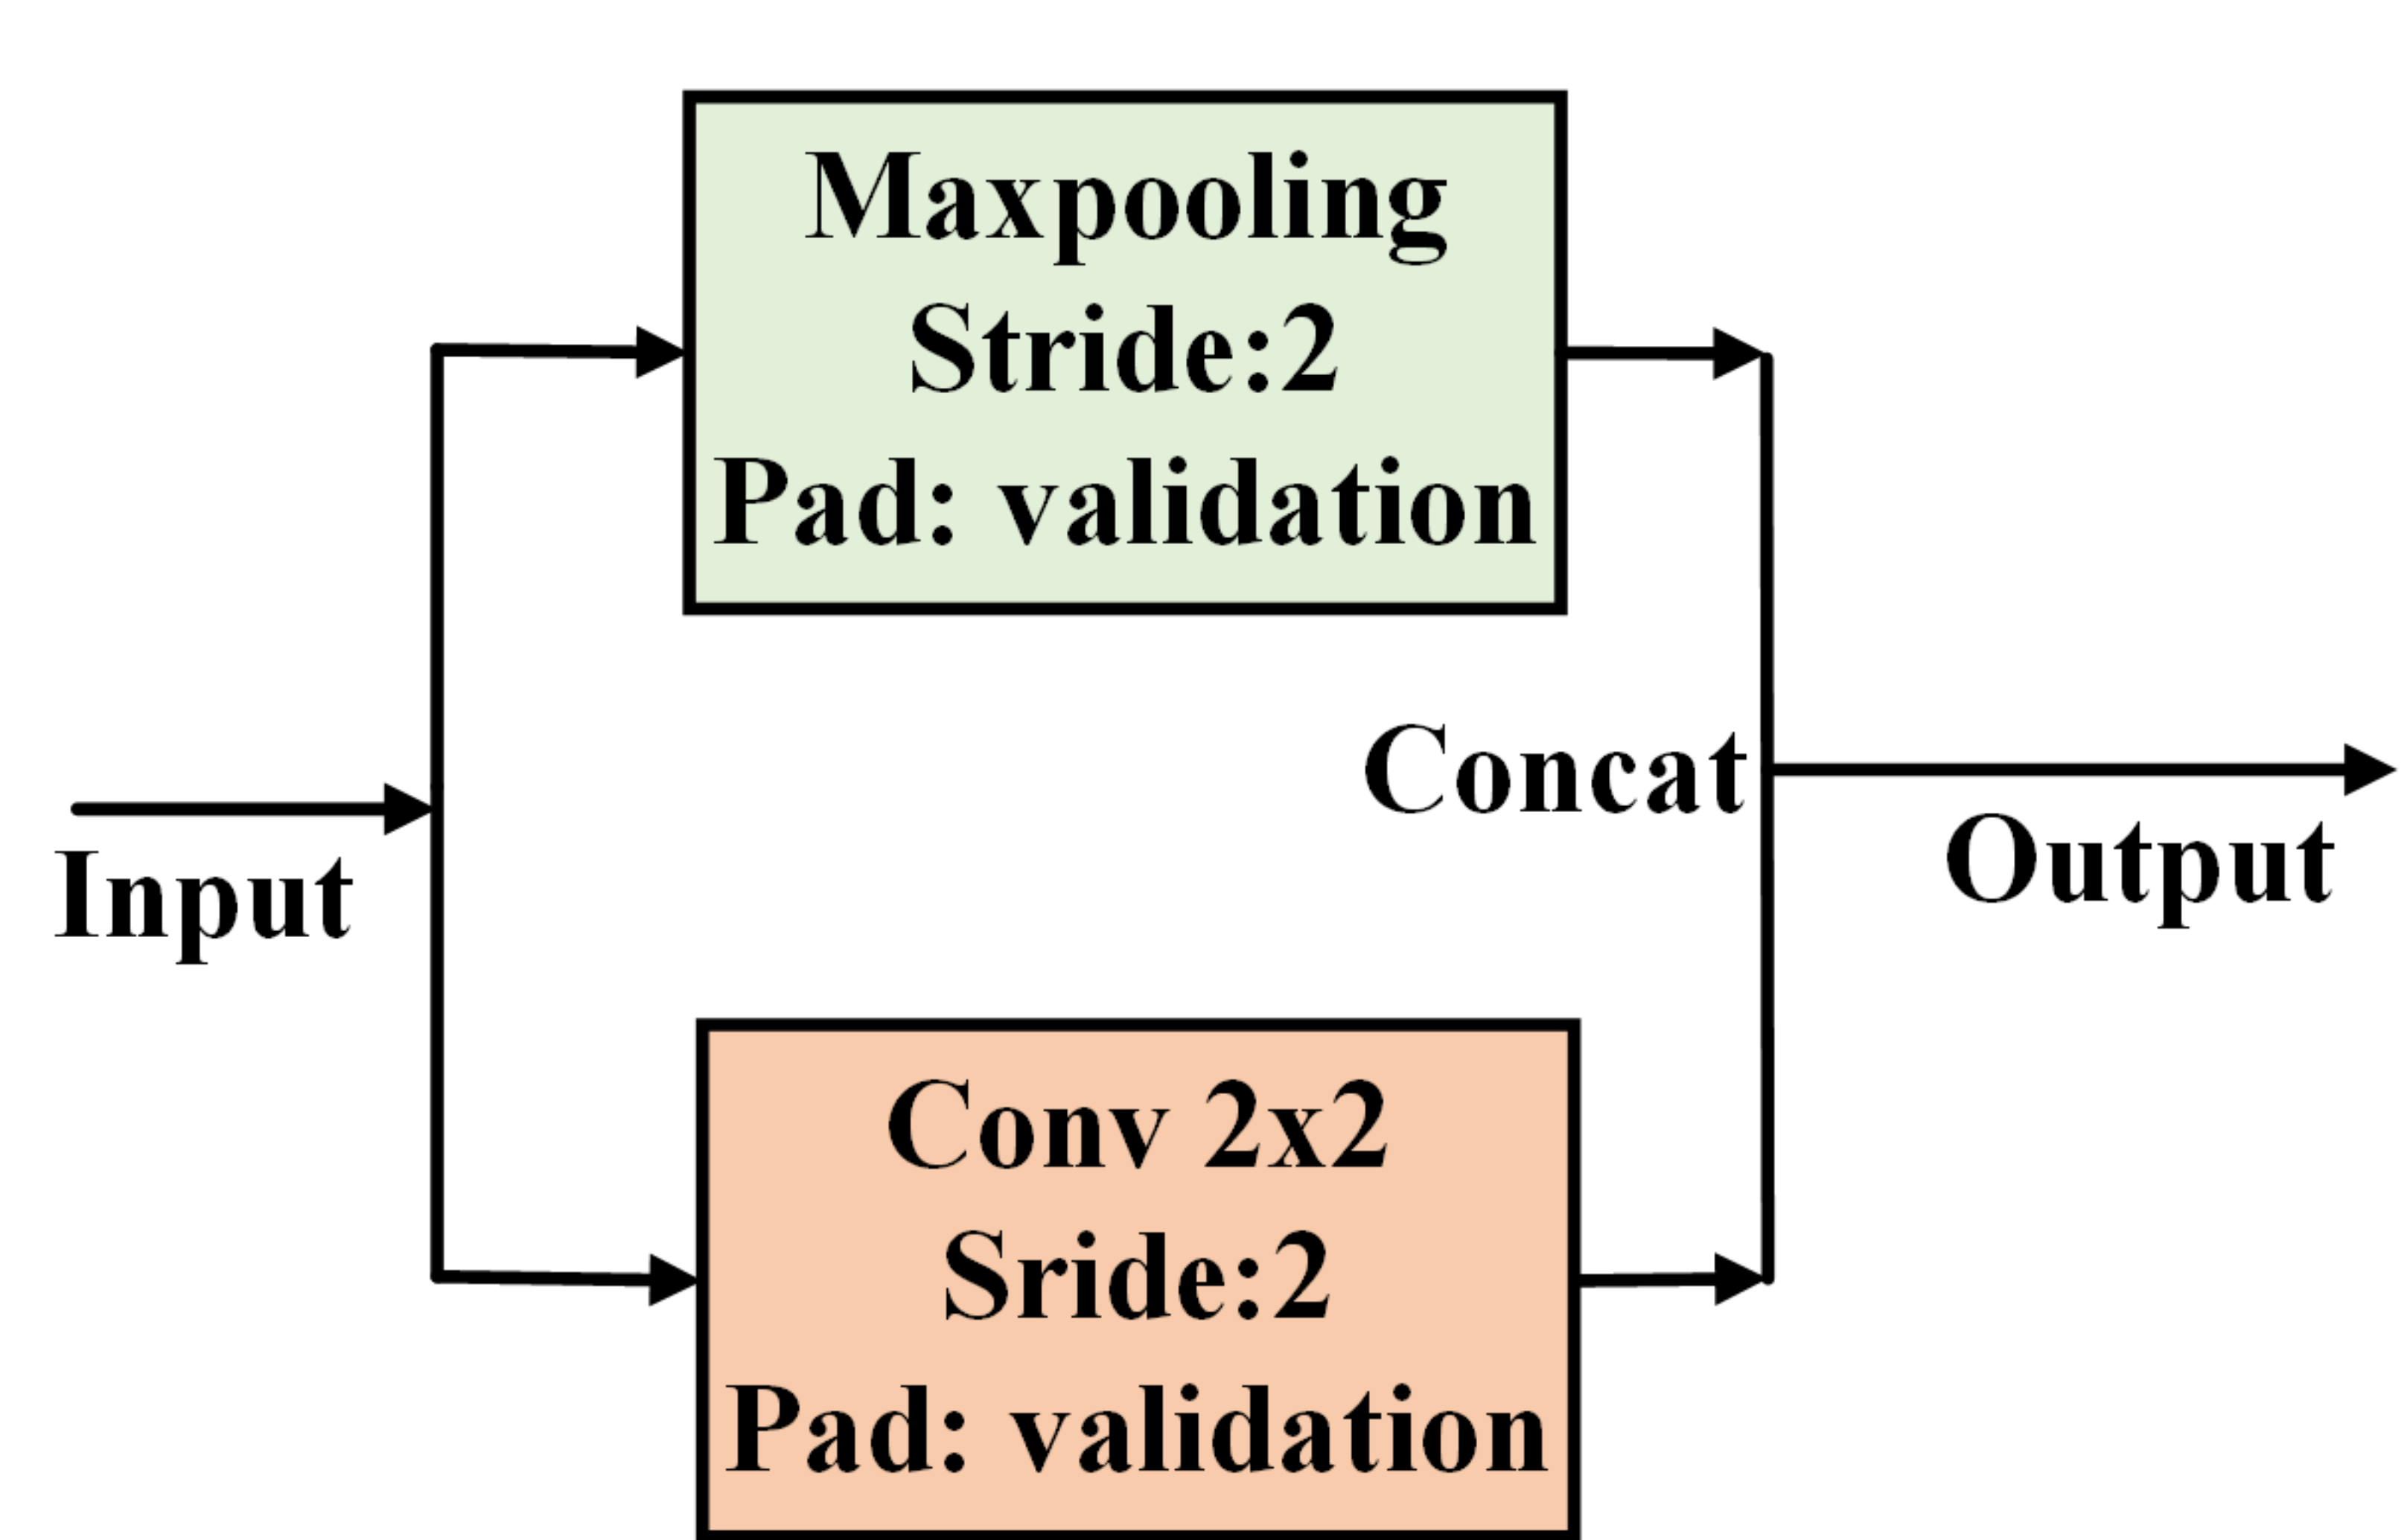 Maxpooling
Stride:2
Pad: validation
Concat
Input
Output
Conv 2x2
Sride:2
Pad: validation